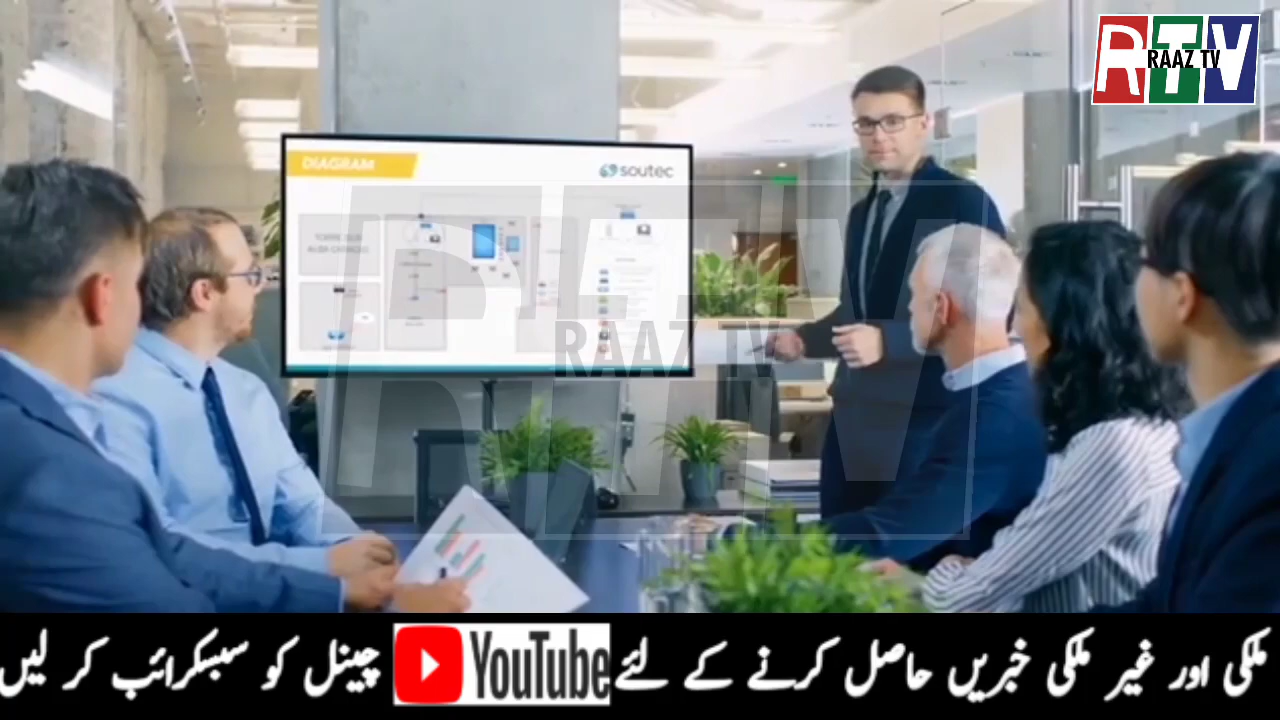 RTV
RAAZ TV
DIAGRAM
soutec
RTV
RAAZ TV
ملکی اور غیر ملکی خبریں حاصل کرنے کے لئے YouTube چینل کو سبسکرائب کر لیں